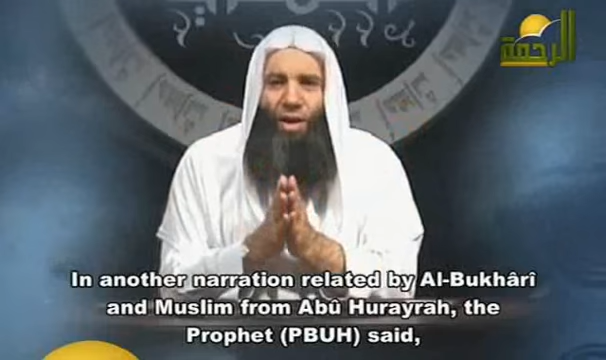 الرحمة
In another narration related by Al-Bukhârî
and Muslim from Abû Hurayrah, the
Prophet (PBUH) said,